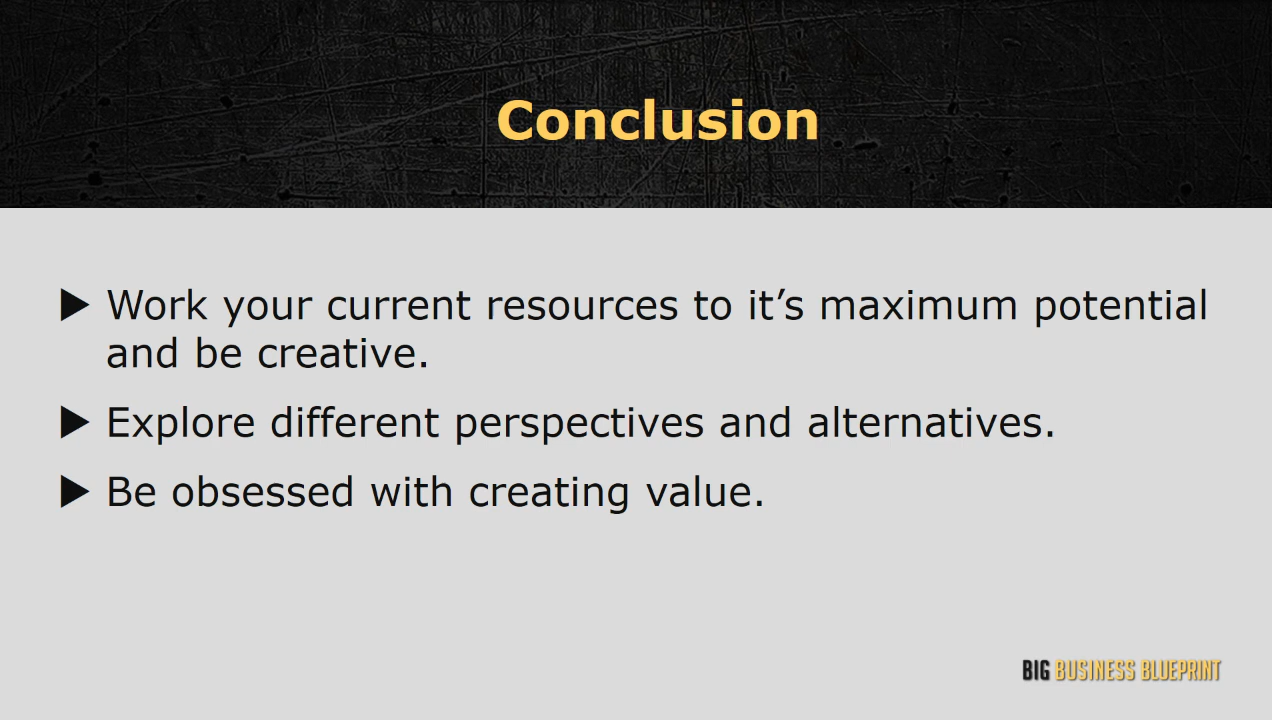 Conclusion
▶ Work your current resources to it’s maximum potential
and be creative.
▶ Explore different perspectives and alternatives.
▶ Be obsessed with creating value.
BIG BUSINESS BLUEPRINT